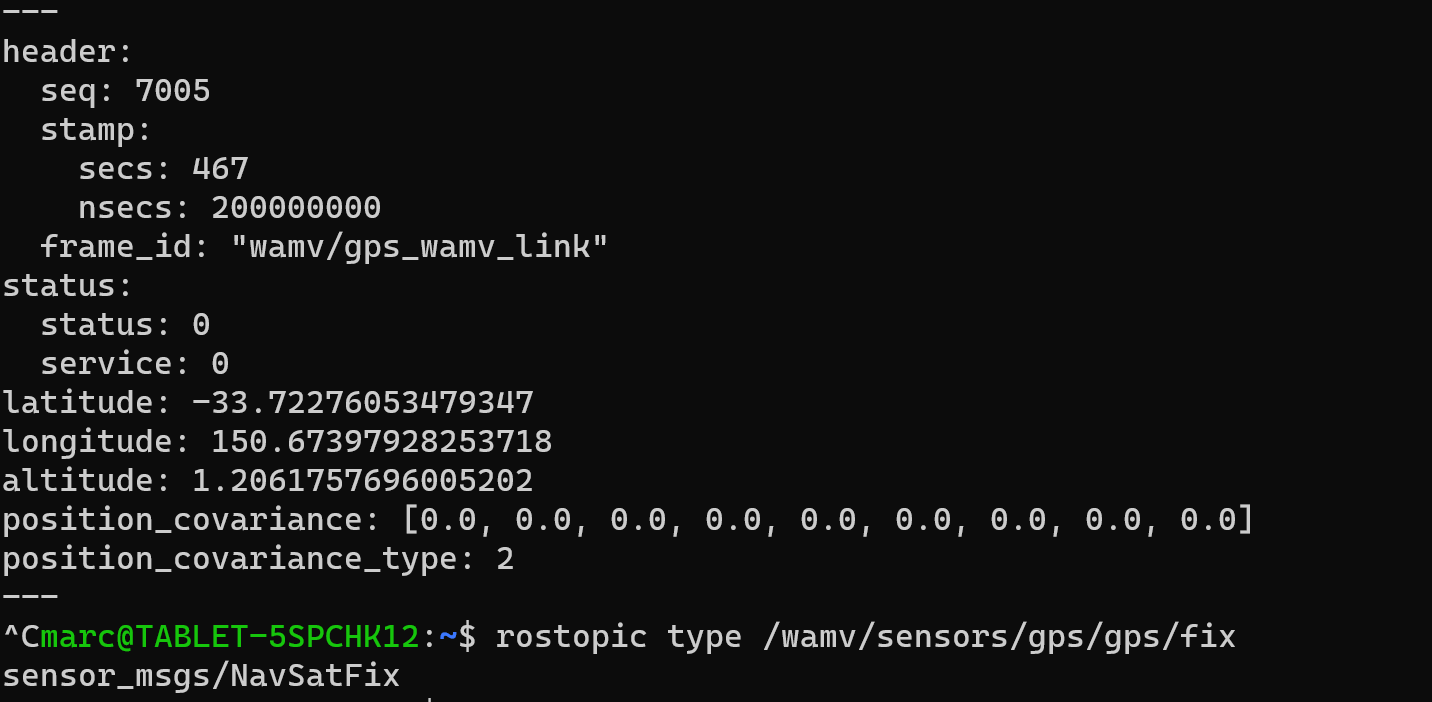 ---
header:
  seq: 7005
  stamp:
    secs: 467
    nsecs: 200000000
  frame_id: "wamv/gps_wamv_link"
status:
  status: 0
  service: 0
latitude: -33.72276053479347
longitude: 150.67397928253718
altitude: 1.2061757696005202
position_covariance: [0.0, 0.0, 0.0, 0.0, 0.0, 0.0, 0.0, 0.0, 0.0]
position_covariance_type: 2
---
^Cmarc@TABLET-5SPCHK12:~$ rostopic type /wamv/sensors/gps/gps/fix
sensor_msgs/NavSatFix